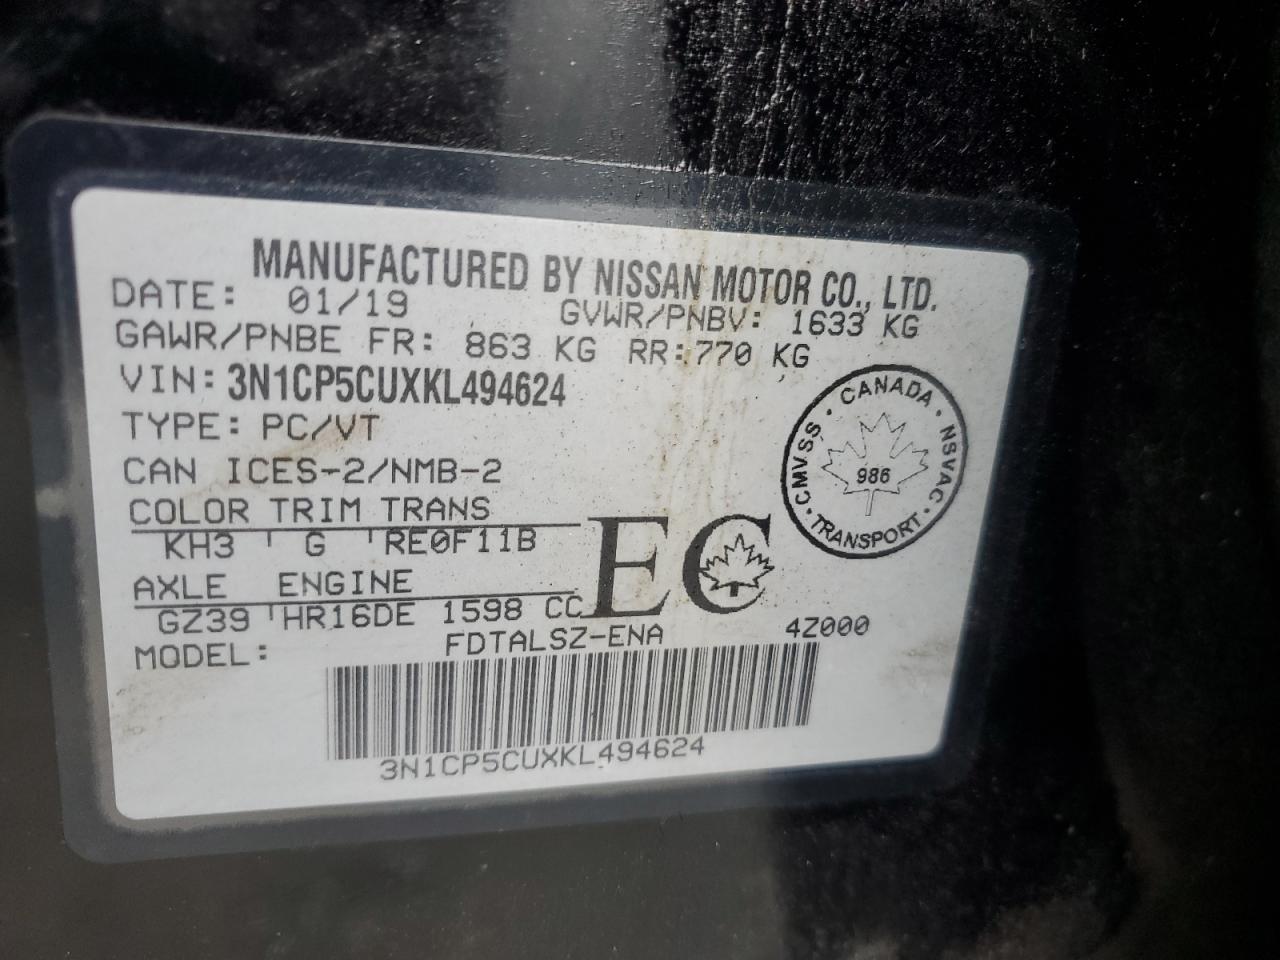 MANUFACTURED BY NISSAN MOTOR CO., LTD.
DATE: 01/19 GVWR/PNBV: 1633 KG
GAWR/PNBE FR: 863 KG RR: 770 KG
VIN: 3N1CP5CUXKL494624
TYPE: PC/VT
CAN ICES-2/NMB-2
COLOR TRIM TRANS
KH3 G RE0F11B
AXLE ENGINE
GZ39 HR16DE 1598 CC
MODEL: FDTALSZ-ENA 4Z000
3N1CP5CUXKL494624
EC
CANADA · NSVAC · TRANSPORT · CMVSS ·
986